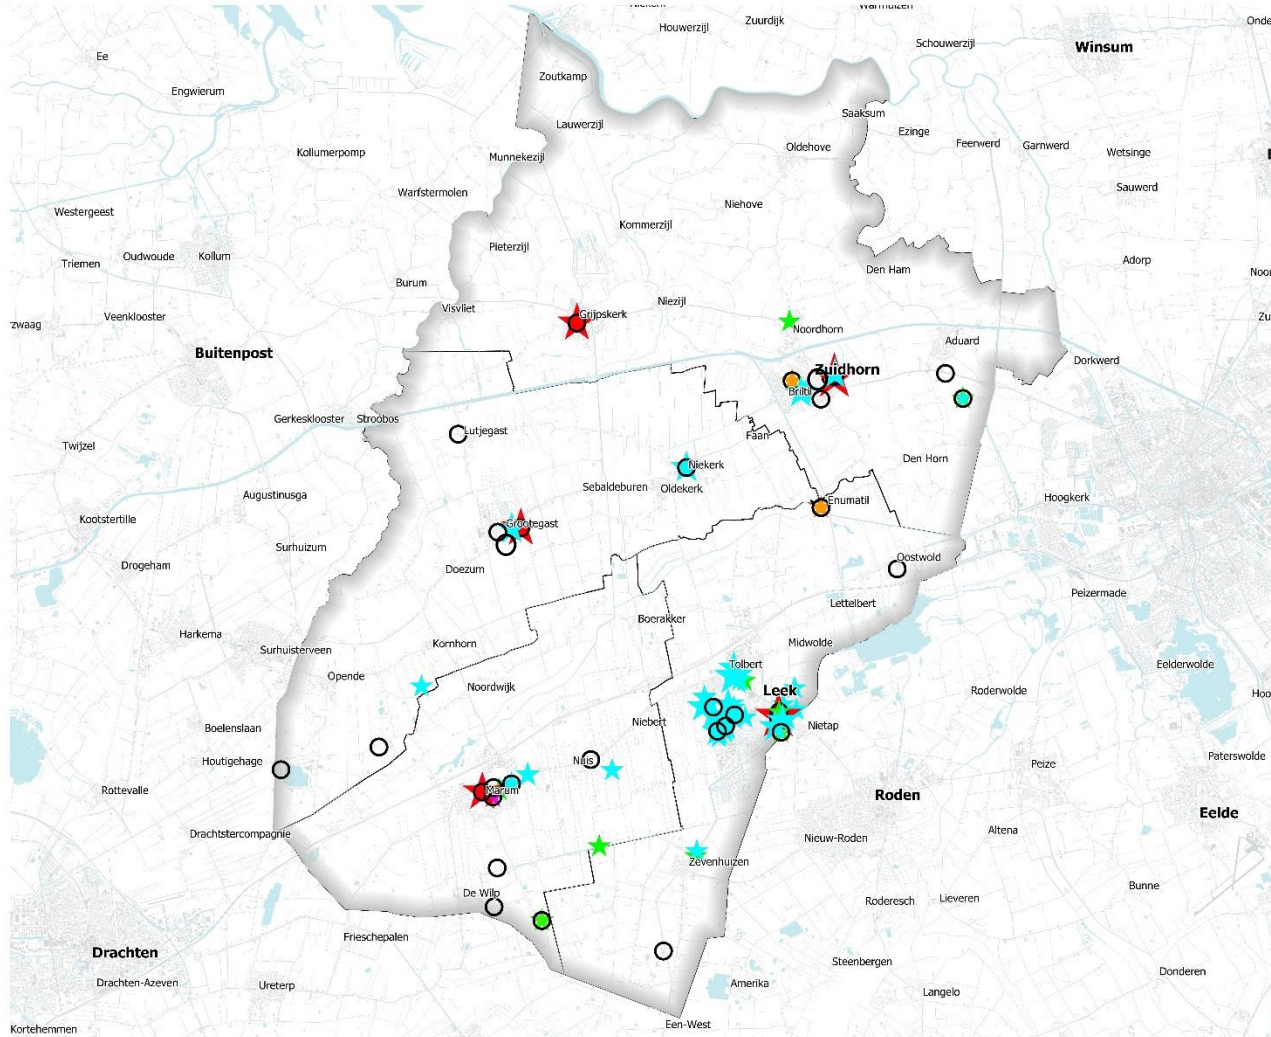 Niekerk
Warfhuizen
Zuurdijk
Houwerzijl
Schouwerzijl
Winsum
Ee
Zoutkamp
Engwierum
Saaksum
Lauwerzijl
Ezinge
Feerwerd
Garnwerd
Kollumerpomp
Munnekezijl
Oldehove
Wetsinge
Warfstermolen
Sauwerd
Westergeest
Niehove
Kommerzijl
Oudwoude
Kollum
Pieterzijl
Triemen
Adorp
Den Ham
Burum
Niezijl
Visvliet
Grijpskerk
Veenklooster
rzwaag
Noordhorn
Aduard
Buitenpost
Dorkwerd
Zuidhorn
Briltil
Gerkesklooster
Stroobos
Lutjegast
Faan
Twijzel
Den Horn
Niekerk
Sebaldeburen
Oldekerk
Augustinusga
Hoogkerk
Enumatil
Kootstertille
Grootegast
Surhuizum
Oostwold
Drogeham
Doezum
Peizermade
Lettelbert
Boerakker
Harkema
Kornhorn
Midwolde
Surhuisterveen
Tolbert
Eelderwolde
Opende
Noordwijk
Leek
Roderwolde
Niebert
Nietap
Boelenslaan
Houtigehage
Nuis
Paterswolde
Peize
Rottevalle
Marum
Roden
Eelde
Drachtstercompagnie
Altena
Nieuw-Roden
Zevenhuizen
Bunne
De Wilp
Lieveren
Roderesch
Frieschepalen
Drachten
Steenbergen
Donderen
Drachten-Azeven
Ureterp
Amerika
Langelo
Een-West
Kortehemmen